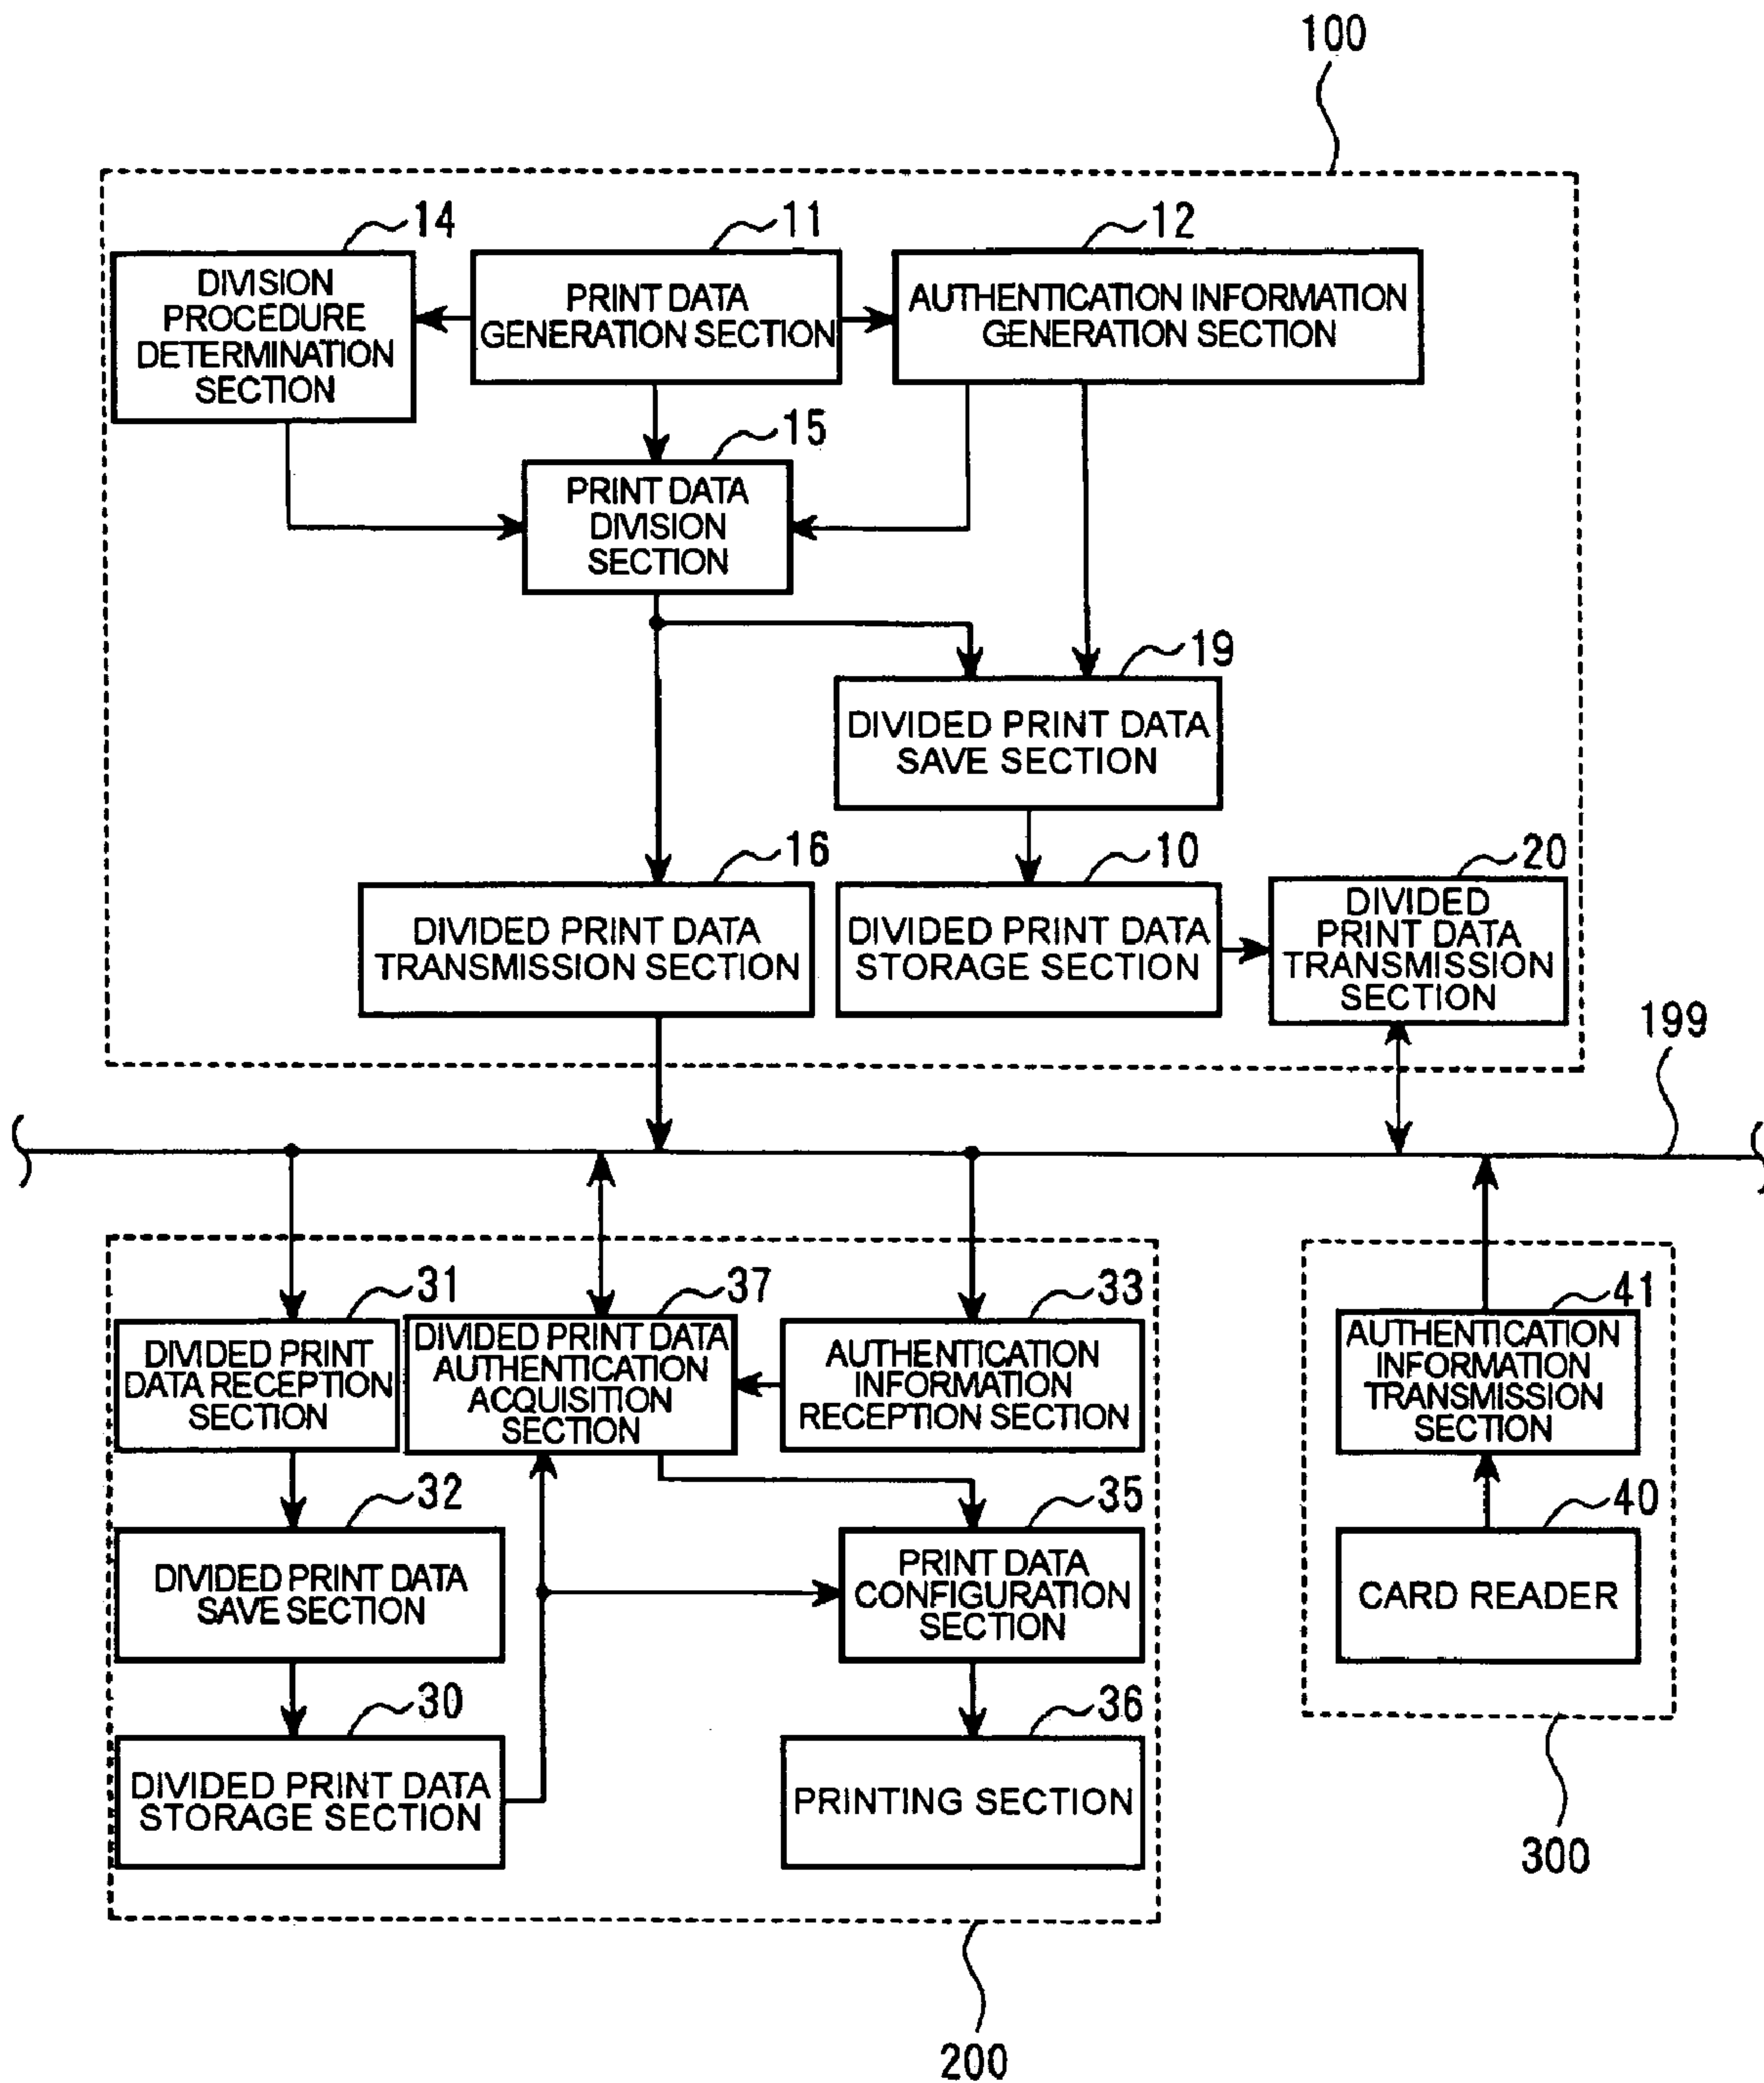 100
14
11
12
DIVISION
PROCEDURE
DETERMINATION
SECTION
PRINT DATA
GENERATION SECTION
AUTHENTICATION INFORMATION
GENERATION SECTION
15
PRINT DATA
DIVISION
SECTION
19
DIVIDED PRINT DATA
SAVE SECTION
16
10
20
DIVIDED PRINT DATA
TRANSMISSION SECTION
DIVIDED PRINT DATA
STORAGE SECTION
DIVIDED
PRINT DATA
TRANSMISSION
SECTION
199
31
37
33
41
DIVIDED PRINT
DATA RECEPTION
SECTION
DIVIDED PRINT DATA
AUTHENTICATION
ACQUISITION
SECTION
AUTHENTICATION
INFORMATION
RECEPTION SECTION
AUTHENTICATION
INFORMATION
TRANSMISSION
SECTION
32
35
40
DIVIDED PRINT DATA
SAVE SECTION
PRINT DATA
CONFIGURATION
SECTION
CARD READER
30
36
DIVIDED PRINT DATA
STORAGE SECTION
PRINTING SECTION
300
200